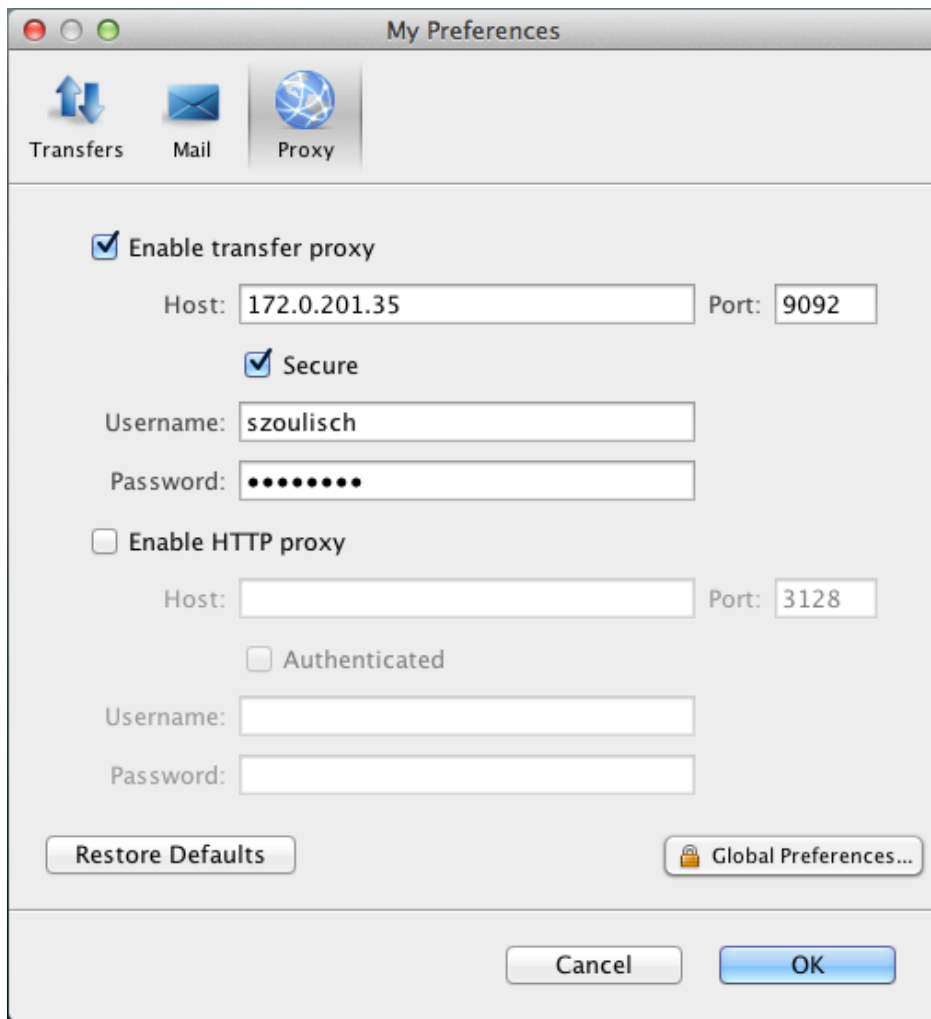 My Preferences
Transfers Mail Proxy
Enable transfer proxy
Host: 172.0.201.35 Port: 9092
Secure
Username: szoulisch
Password: ••••••••
Enable HTTP proxy
Host: Port: 3128
Authenticated
Username:
Password:
Restore Defaults Global Preferences...
Cancel OK